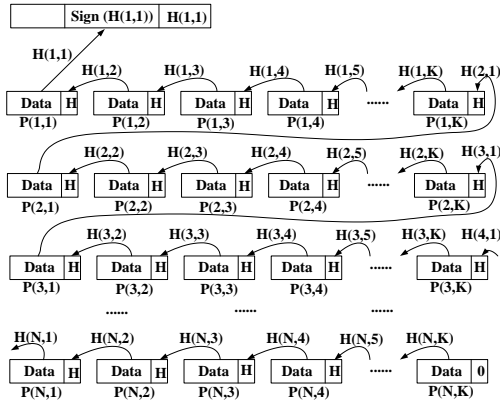 Sign (H(1,1)) H(1,1)
H(1,1) H(1,2) H(1,3) H(1,4) H(1,5) H(1,K) H(2,1)
Data H Data H Data H Data H ...... Data H
P(1,1) P(1,2) P(1,3) P(1,4) P(1,K)
H(2,2) H(2,3) H(2,4) H(2,5) H(2,K) H(3,1)
Data H Data H Data H Data H ...... Data H
P(2,1) P(2,2) P(2,3) P(2,4) P(2,K)
H(3,2) H(3,3) H(3,4) H(3,5) H(3,K) H(4,1)
Data H Data H Data H Data H ...... Data H
P(3,1) P(3,2) P(3,3) P(3,4) P(3,K)
...... ...... ......
H(N,1) H(N,2) H(N,3) H(N,4) H(N,5) H(N,K)
Data H Data H Data H Data H ...... Data 0
P(N,1) P(N,2) P(N,3) P(N,4) P(N,K)